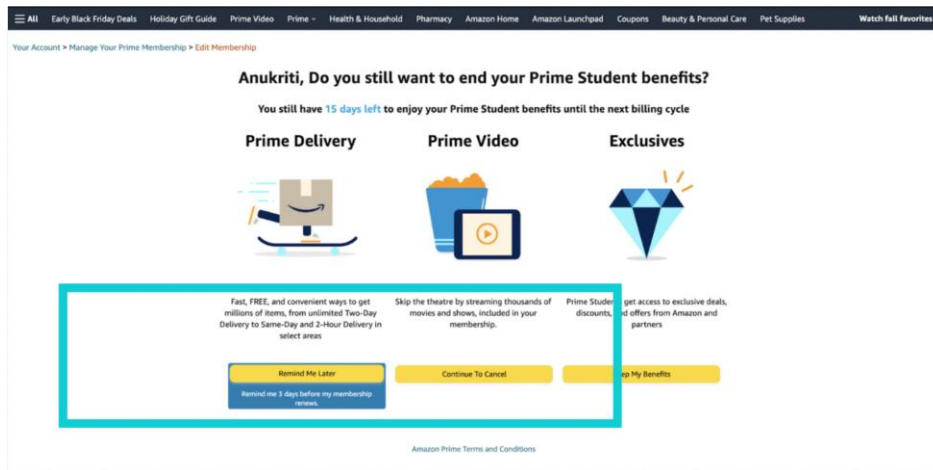 All Early Black Friday Deals Holiday Gift Guide Prime Video Prime Health & Household Pharmacy Amazon Home Amazon Launchpad Coupons Beauty & Personal Care Pet Supplies Watch fall favorites
Your Account > Manage Your Prime Membership > Edit Membership
Anukriti, Do you still want to end your Prime Student benefits?
You still have 15 days left to enjoy your Prime Student benefits until the next billing cycle
Prime Delivery
Prime Video
Exclusives
Fast, FREE, and convenient ways to get
millions of items, from unlimited Two-Day
Delivery to Same-Day and 2-Hour Delivery in
select areas
Skip the theatre by streaming thousands of
movies and shows, included in your
membership.
Prime get access to exclusive deals,
discounts, offers from Amazon and
partners
Remind Me Later
Remind me 3 days before my membership
renews.
Continue To Cancel
My Benefits
Amazon Prime Terms and Conditions